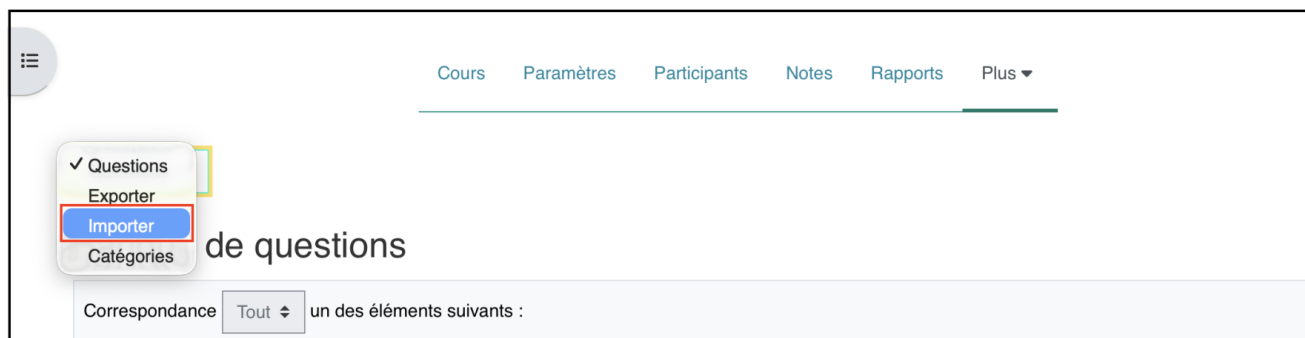 Cours Paramètres Participants Notes Rapports Plus
Questions
Exporter
Importer
Catégories
de questions
Correspondance Tout un des éléments suivants :